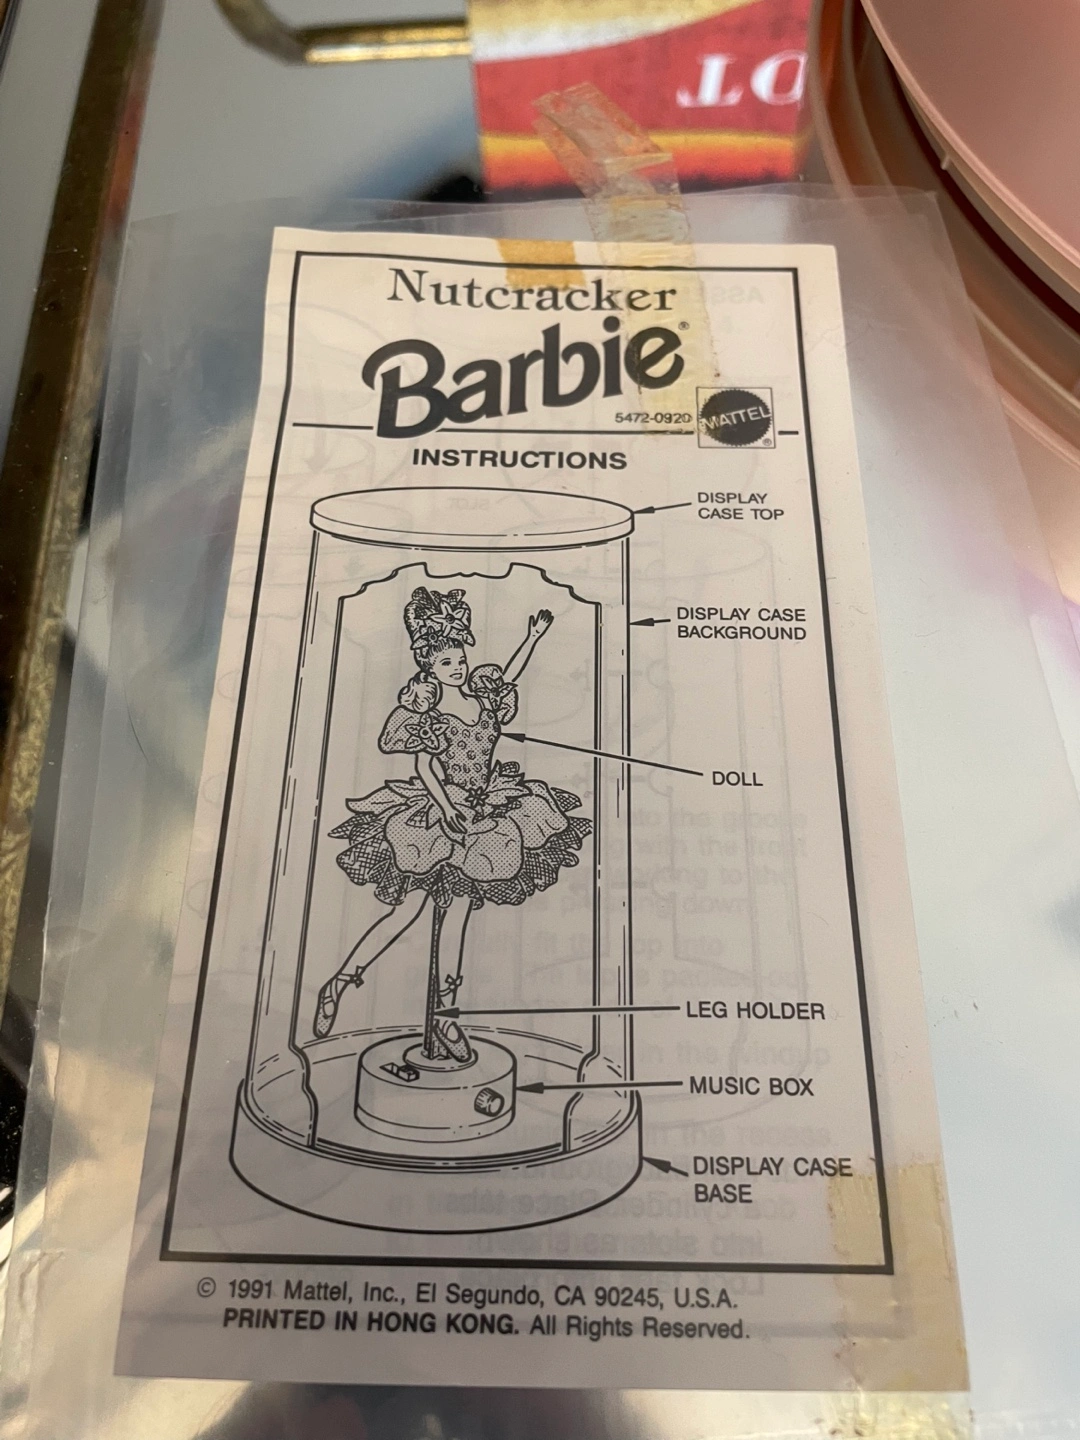 Nutcracker
Barbie®
5472-0920
MATTEL
®
INSTRUCTIONS
DISPLAY
CASE TOP
DISPLAY CASE
BACKGROUND
DOLL
LEG HOLDER
MUSIC BOX
DISPLAY CASE
BASE
© 1991 Mattel, Inc., El Segundo, CA 90245, U.S.A.
PRINTED IN HONG KONG. All Rights Reserved.